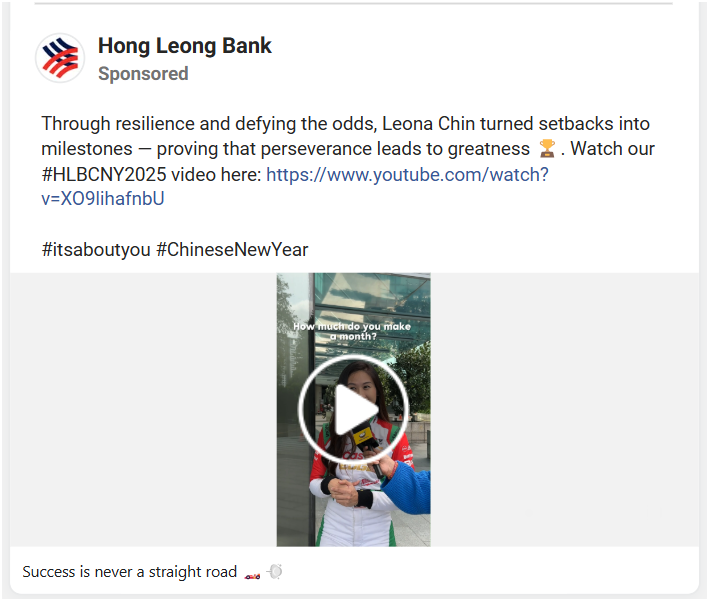 Hong Leong Bank
Sponsored
Through resilience and defying the odds, Leona Chin turned setbacks into
milestones — proving that perseverance leads to greatness 🏆 . Watch our
#HLBCNY2025 video here: https://www.youtube.com/watch?
v=XO9lihafnbU
#itsaboutyou #ChineseNewYear
How much do you make
a month?
Success is never a straight road 🏎️💨